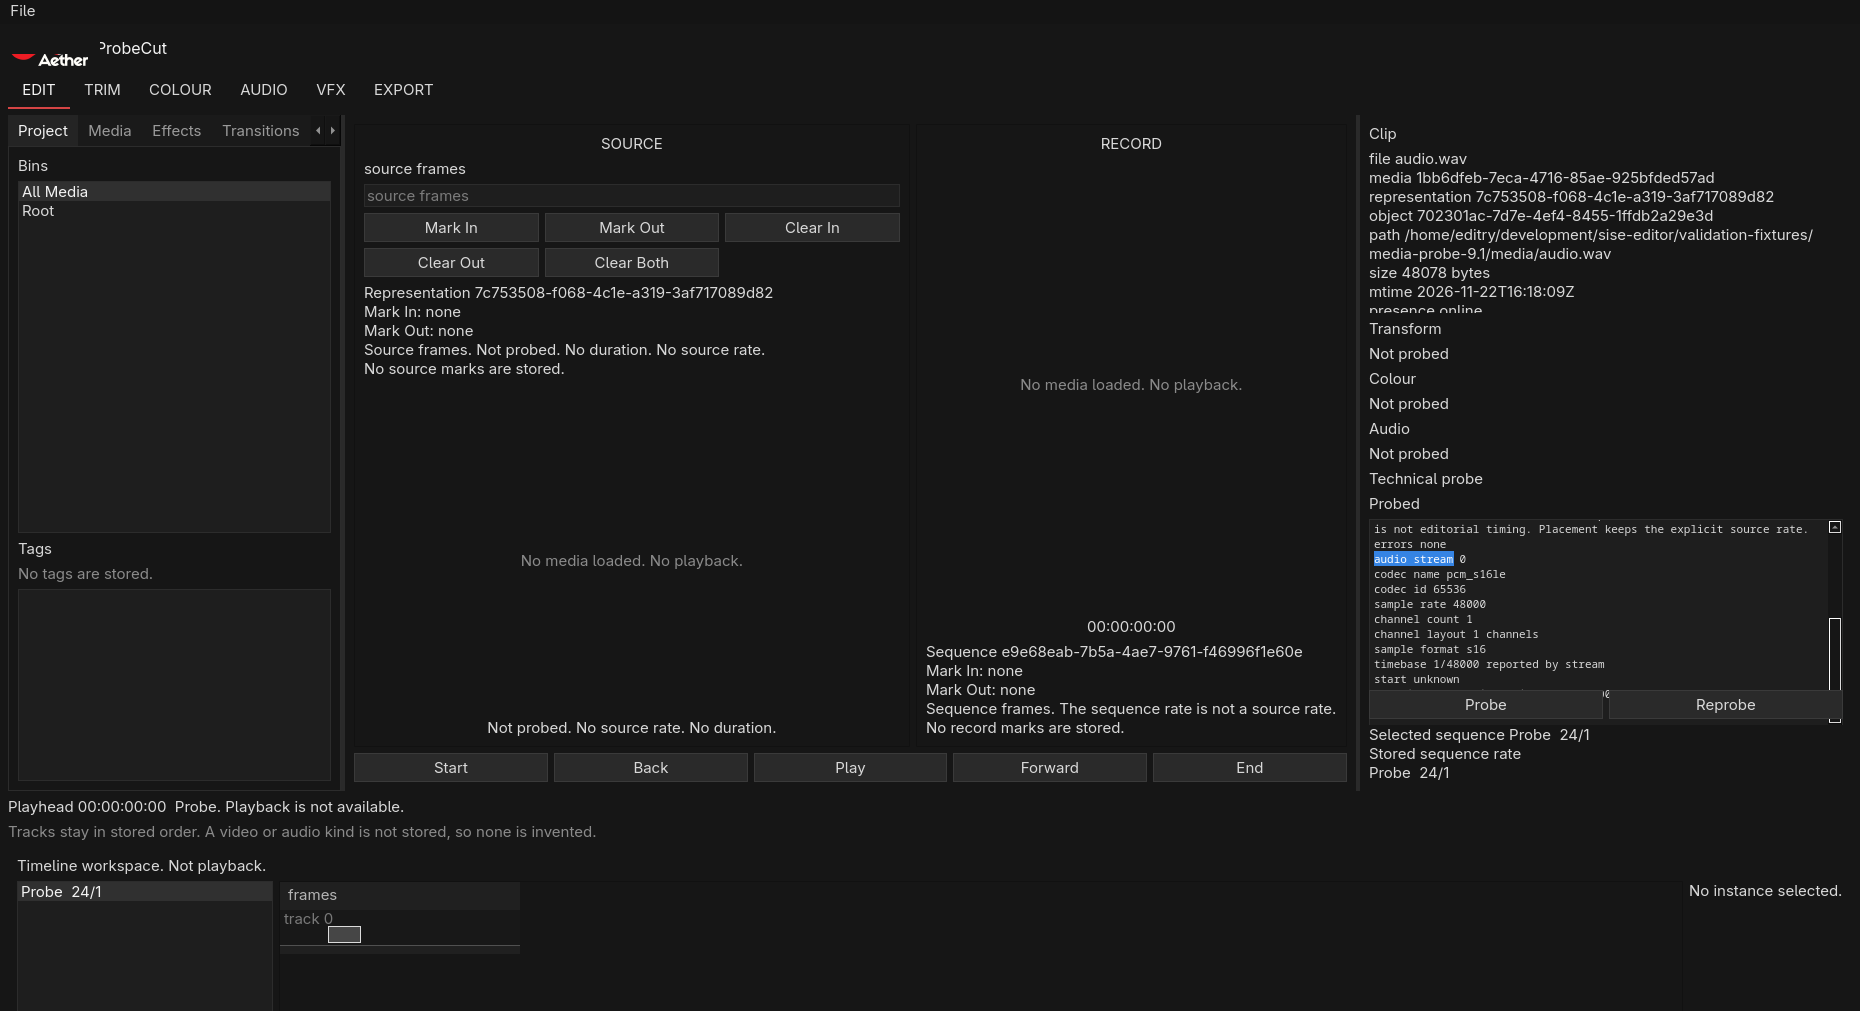 File
Aether
ProbeCut
EDIT TRIM COLOUR AUDIO VFX EXPORT
Project Media Effects Transitions
Bins
All Media
Root
Tags
No tags are stored.
SOURCE
source frames
source frames
Mark In Mark Out Clear In
Clear Out Clear Both
Representation 7c753508-f068-4c1e-a319-3af717089d82
Mark In: none
Mark Out: none
Source frames. Not probed. No duration. No source rate.
No source marks are stored.
No media loaded. No playback.
Not probed. No source rate. No duration.
RECORD
No media loaded. No playback.
00:00:00:00
Sequence e9e68eab-7b5a-4ae7-9761-f46996f1e60e
Mark In: none
Mark Out: none
Sequence frames. The sequence rate is not a source rate.
No record marks are stored.
Start Back Play Forward End
Clip
file audio.wav
media 1bb6dfeb-7eca-4716-85ae-925bfded57ad
representation 7c753508-f068-4c1e-a319-3af717089d82
object 702301ac-7d7e-4ef4-8455-1ffdb2a29e3d
path /home/editry/development/sise-editor/validation-fixtures/
media-probe-9.1/media/audio.wav
size 48078 bytes
mtime 2026-11-22T16:18:09Z
presence online
Transform
Not probed
Colour
Not probed
Audio
Not probed
Technical probe
Probed
is not editorial timing. Placement keeps the explicit source rate.
errors none
audio stream 0
codec name pcm_s16le
codec id 65536
sample rate 48000
channel count 1
channel layout 1 channels
sample format s16
timebase 1/48000 reported by stream
start unknown
Probe Reprobe
Selected sequence Probe 24/1
Stored sequence rate
Probe 24/1
Playhead 00:00:00:00 Probe. Playback is not available.
Tracks stay in stored order. A video or audio kind is not stored, so none is invented.
Timeline workspace. Not playback.
Probe 24/1
frames
track 0
No instance selected.